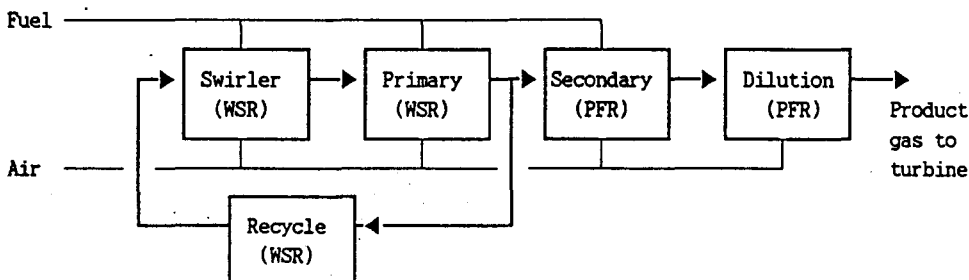 Fuel
Swirler
(WSR)
Primary
(WSR)
Secondary
(PFR)
Dilution
(PFR)
Product
gas to
turbine
Air
Recycle
(WSR)